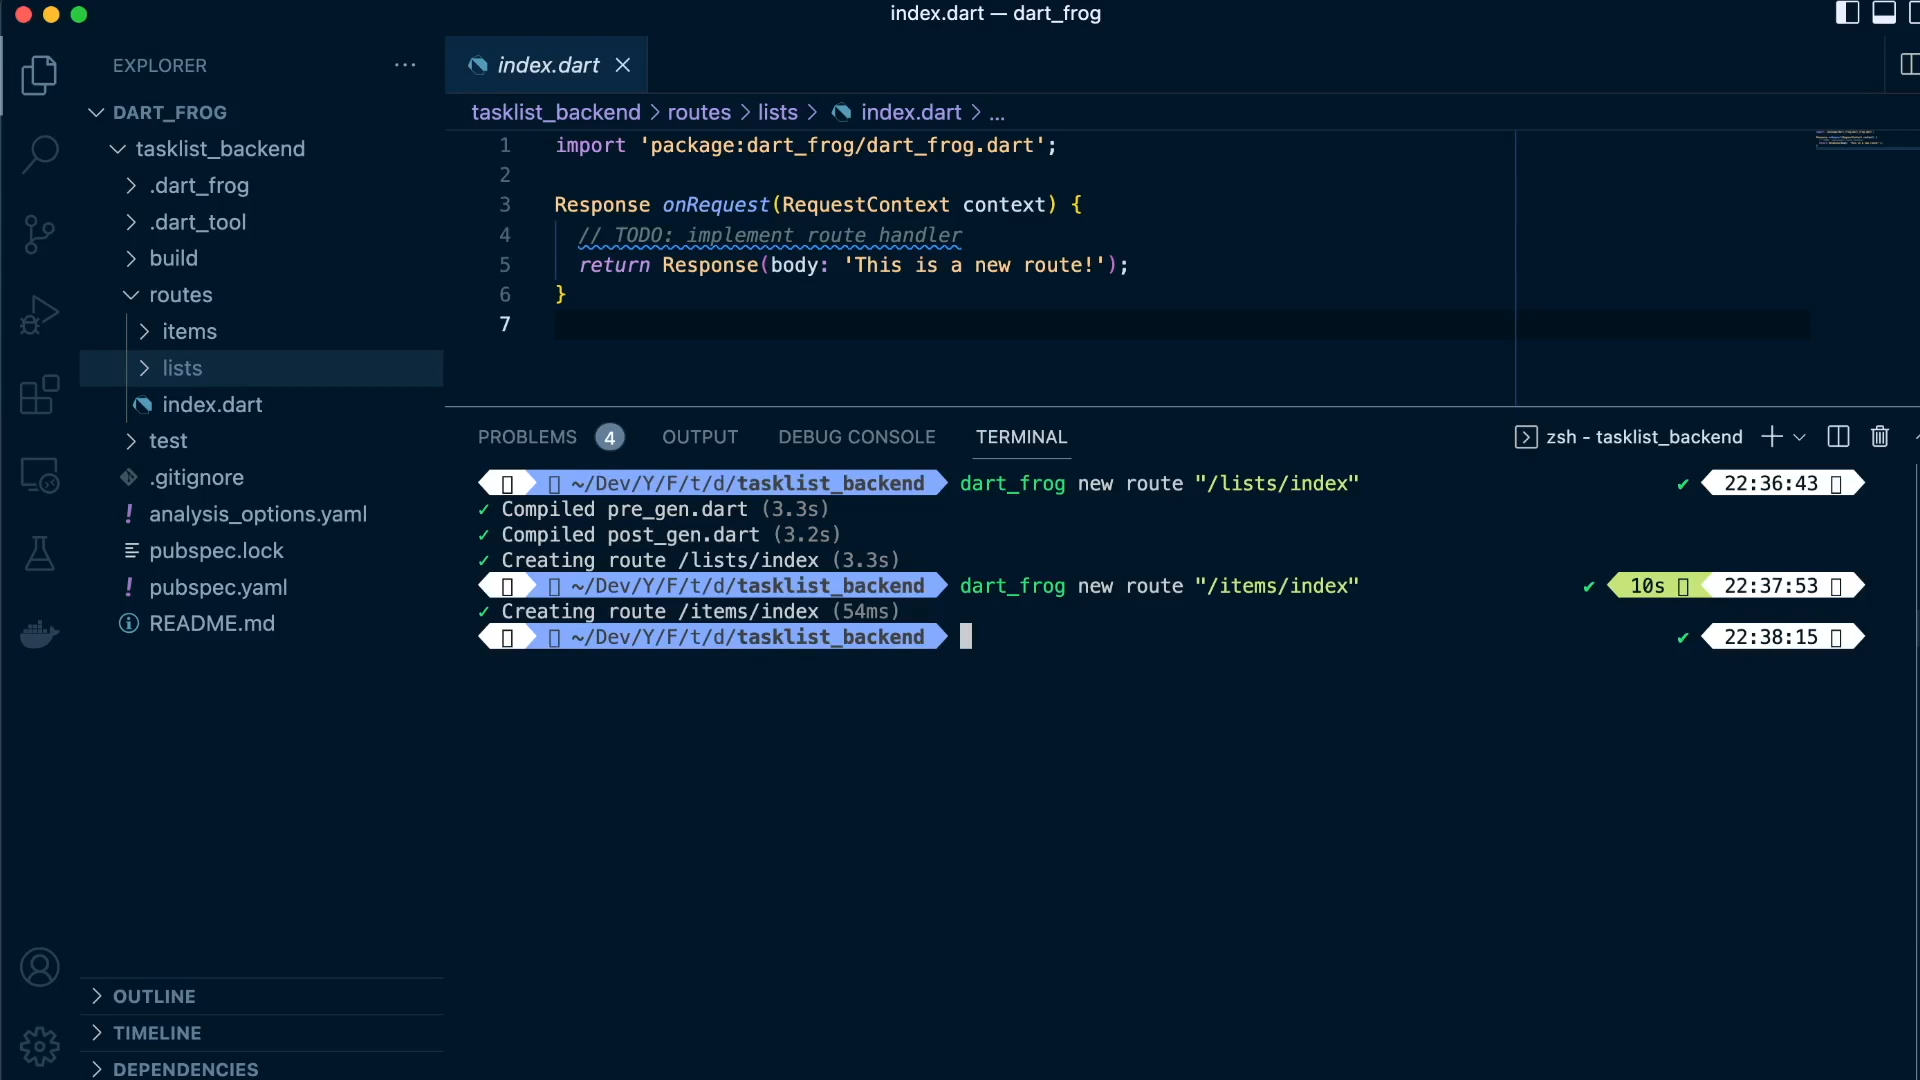 index.dart — dart_frog
EXPLORER
DART_FROG
tasklist_backend
.dart_frog
.dart_tool
build
routes
items
lists
index.dart
test
.gitignore
analysis_options.yaml
pubspec.lock
pubspec.yaml
README.md
OUTLINE
TIMELINE
DEPENDENCIES
index.dart
tasklist_backend > routes > lists > index.dart > ...
1 import 'package:dart_frog/dart_frog.dart';
2
3 Response onRequest(RequestContext context) {
4 // TODO: implement route handler
5 return Response(body: 'This is a new route!');
6 }
7
PROBLEMS 4 OUTPUT DEBUG CONSOLE TERMINAL zsh - tasklist_backend
~/Dev/Y/F/t/d/tasklist_backend dart_frog new route "/lists/index" ✔ 22:36:43
✓ Compiled pre_gen.dart (3.3s)
✓ Compiled post_gen.dart (3.2s)
✓ Creating route /lists/index (3.3s)
~/Dev/Y/F/t/d/tasklist_backend dart_frog new route "/items/index" ✔ 10s 22:37:53
✓ Creating route /items/index (54ms)
~/Dev/Y/F/t/d/tasklist_backend ✔ 22:38:15